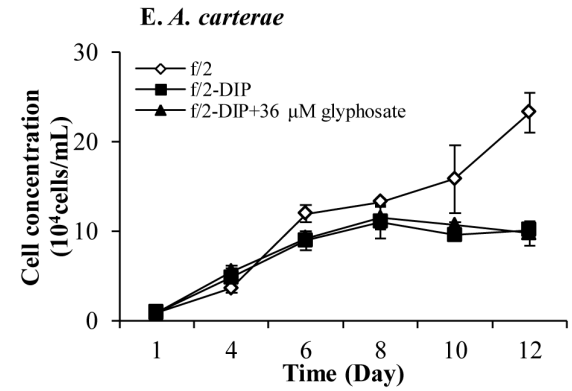 E. A. carterae
30
20
10
0
f/2
f/2-DIP
f/2-DIP+36 μM glyphosate
Cell concentration
(10⁴cells/mL)
1 4 6 8 10 12
Time (Day)